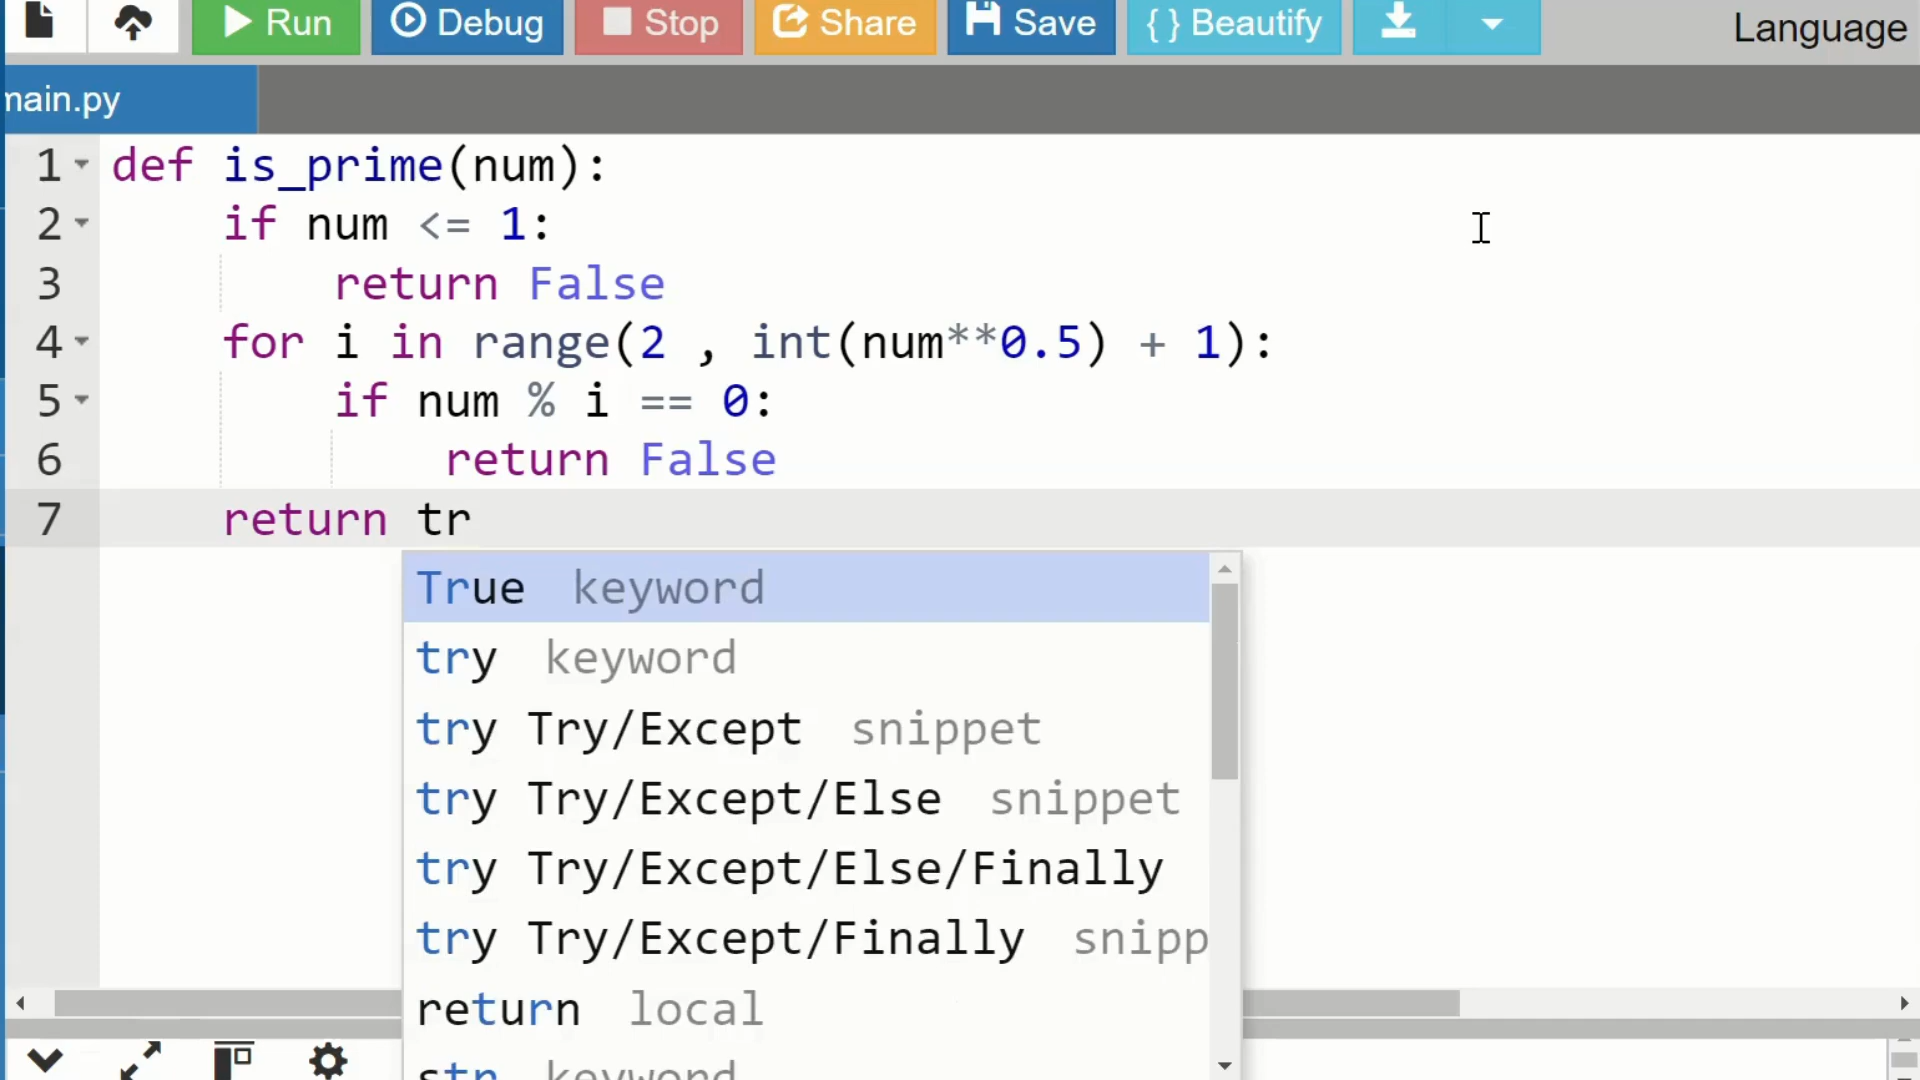 Run Debug Stop Share Save { } Beautify Language
main.py
1 def is_prime(num):
2 if num <= 1:
3 return False
4 for i in range(2 , int(num**0.5) + 1):
5 if num % i == 0:
6 return False
7 return tr
True keyword
try keyword
try Try/Except snippet
try Try/Except/Else snippet
try Try/Except/Else/Finally
try Try/Except/Finally snipp
return local
str keyword